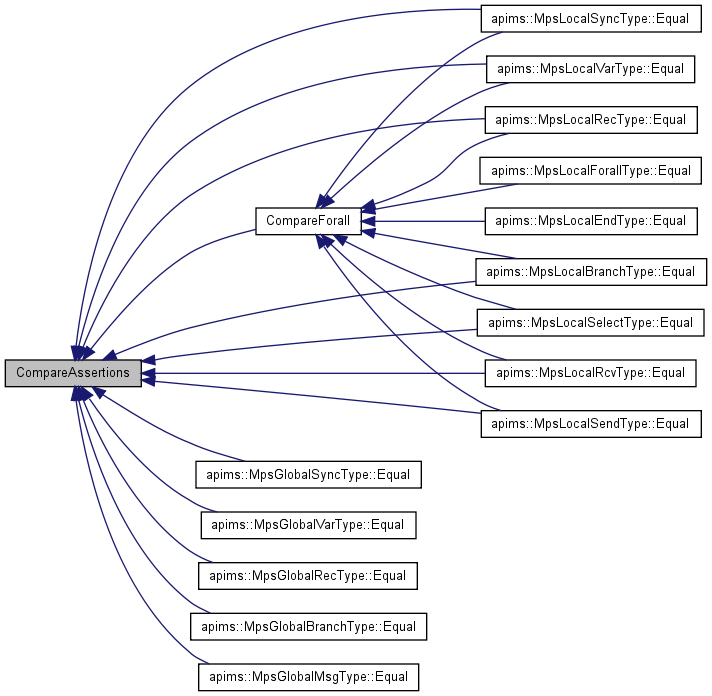 apims::MpsLocalSyncType::Equal
apims::MpsLocalVarType::Equal
apims::MpsLocalRecType::Equal
apims::MpsLocalForallType::Equal
CompareForall
apims::MpsLocalEndType::Equal
apims::MpsLocalBranchType::Equal
apims::MpsLocalSelectType::Equal
CompareAssertions
apims::MpsLocalRcvType::Equal
apims::MpsLocalSendType::Equal
apims::MpsGlobalSyncType::Equal
apims::MpsGlobalVarType::Equal
apims::MpsGlobalRecType::Equal
apims::MpsGlobalBranchType::Equal
apims::MpsGlobalMsgType::Equal